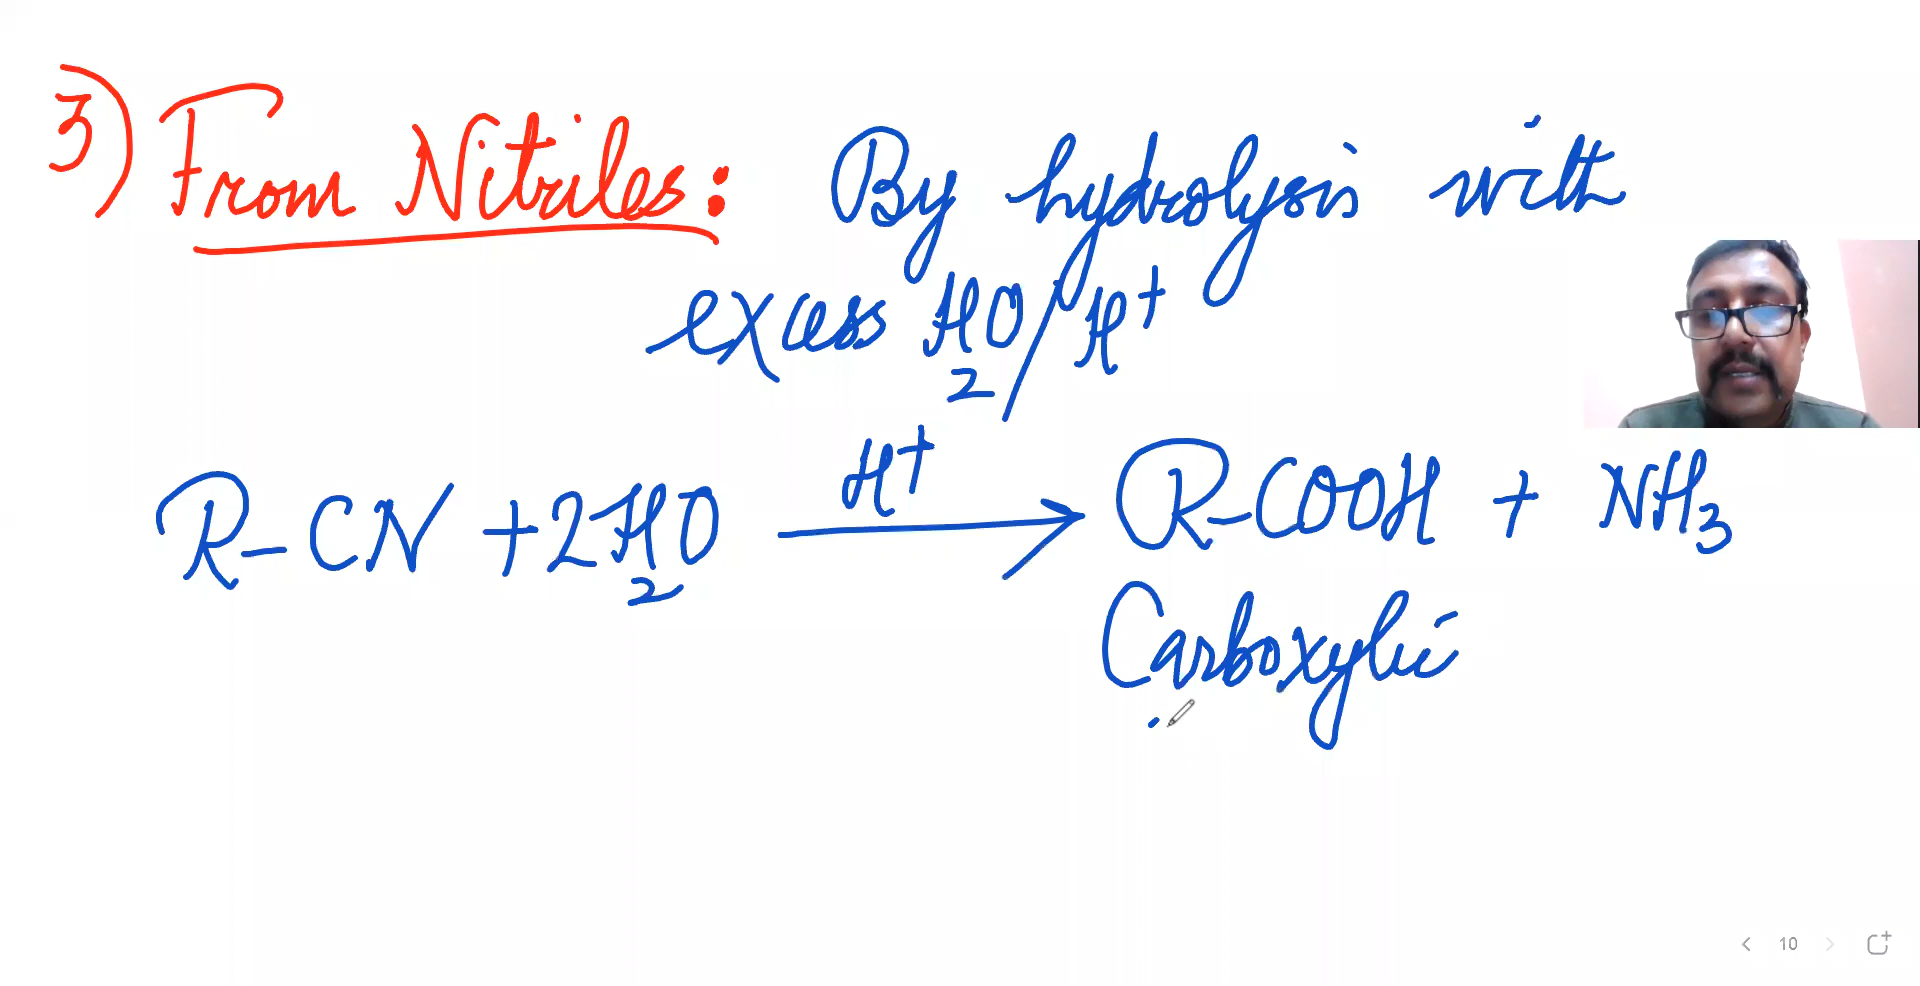 3) From Nitriles: By hydrolysis with
excess H2O/H+
R-CN + 2H2O H+ → R-COOH + NH3
Carboxylic
10